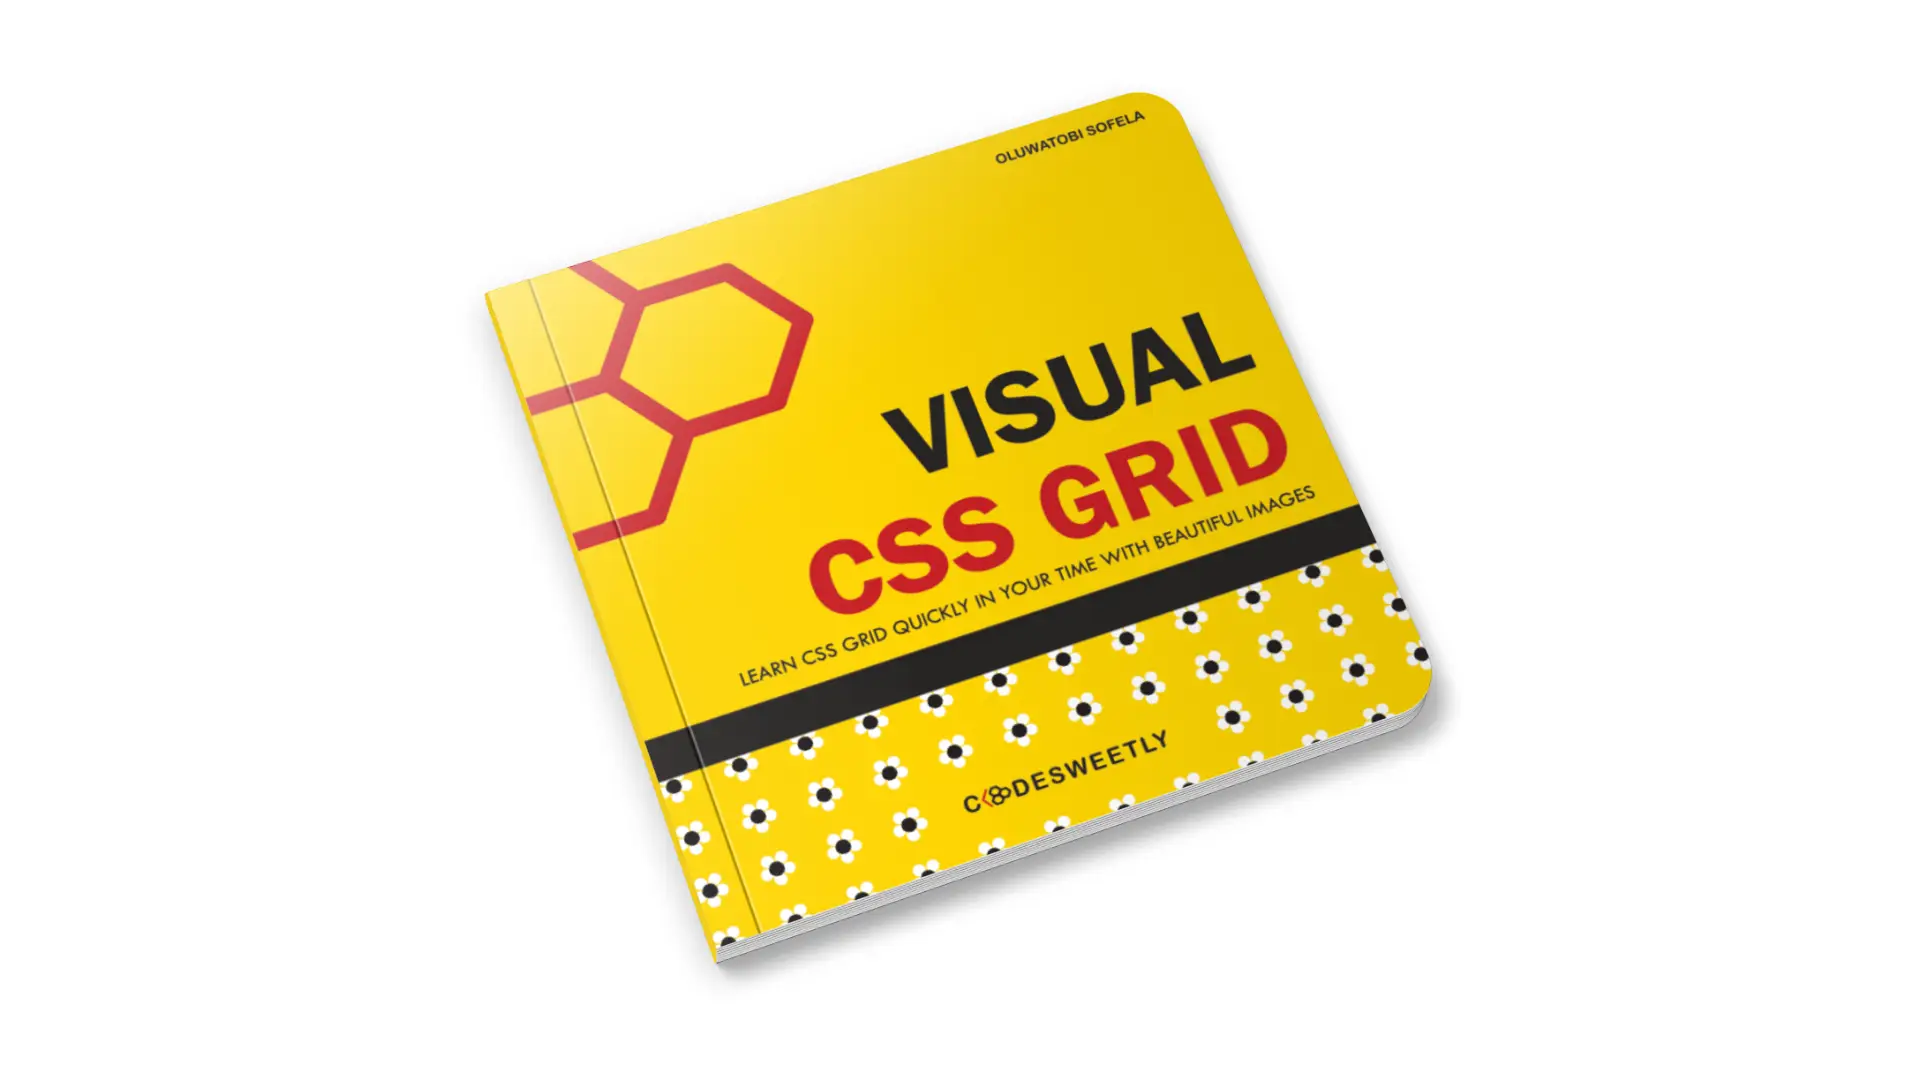 OLUWATOBI SOFELA
VISUAL
CSS GRID
LEARN CSS GRID QUICKLY IN YOUR TIME WITH BEAUTIFUL IMAGES
CODESWEETLY